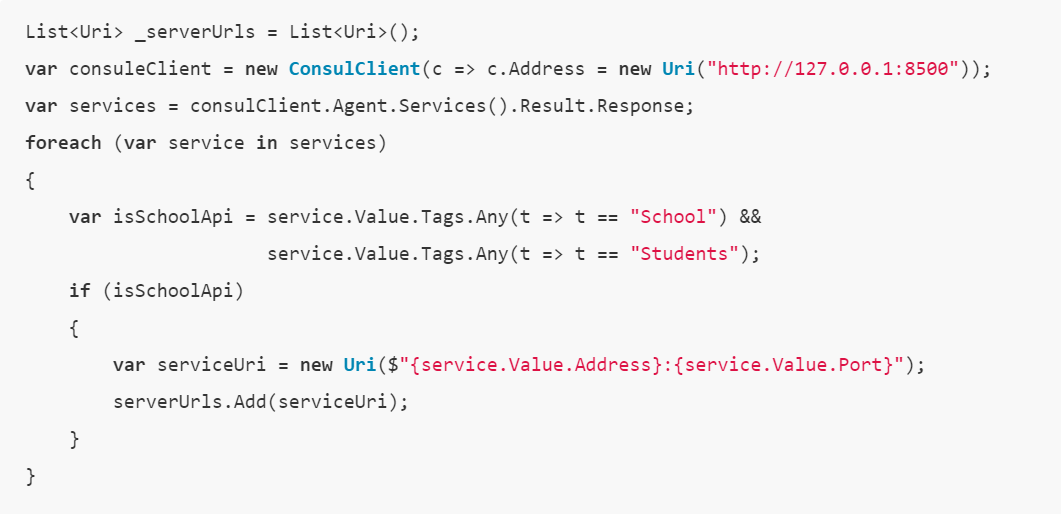 List<Uri> _serverUrls = List<Uri>();
var consuleClient = new ConsulClient(c => c.Address = new Uri("http://127.0.0.1:8500"));
var services = consulClient.Agent.Services().Result.Response;
foreach (var service in services)
{
    var isSchoolApi = service.Value.Tags.Any(t => t == "School") &&
                      service.Value.Tags.Any(t => t == "Students");
    if (isSchoolApi)
    {
        var serviceUri = new Uri($"{service.Value.Address}:{service.Value.Port}");
        serverUrls.Add(serviceUri);
    }
}